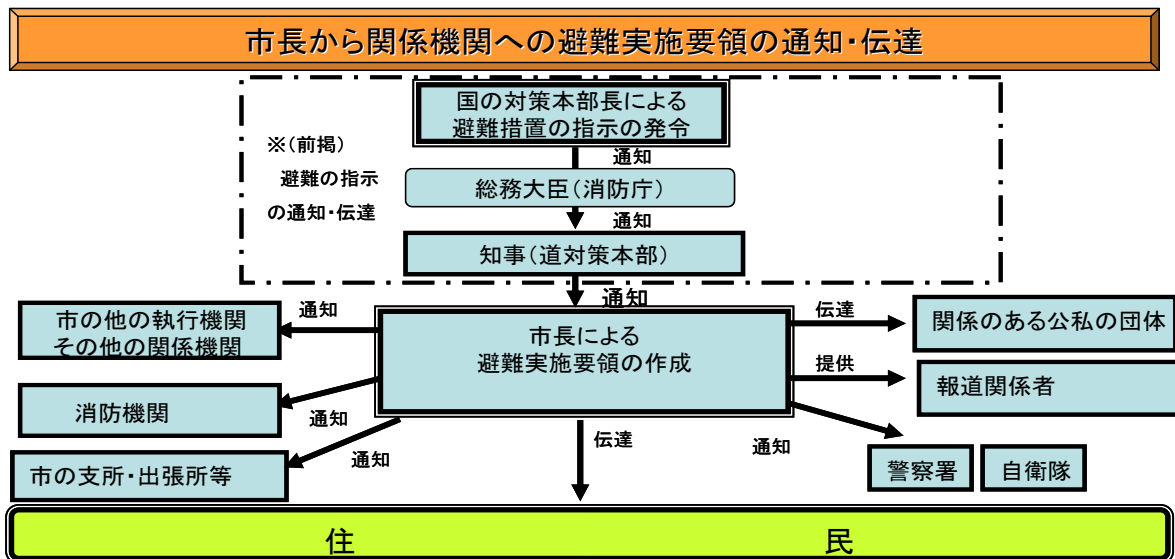 市長から関係機関への避難実施要領の通知・伝達
国の対策本部長による
避難措置の指示の発令
※(前掲)
避難の指示
の通知・伝達
通知
総務大臣(消防庁)
通知
知事(道対策本部)
通知
市の他の執行機関
その他の関係機関
通知
市長による
避難実施要領の作成
伝達
関係のある公私の団体
提供
報道関係者
消防機関
通知
市の支所・出張所等
通知
伝達
通知
警察署
自衛隊
住民